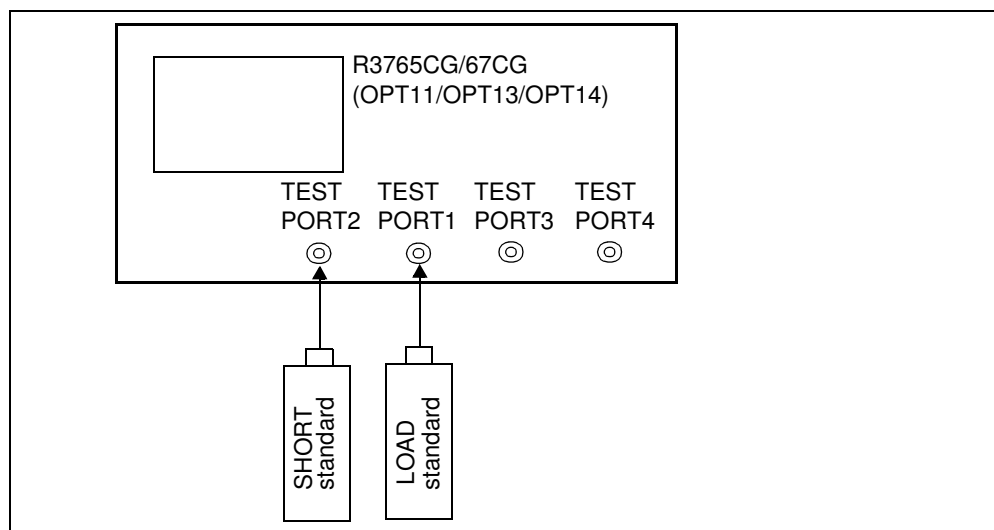 R3765CG/67CG
(OPT11/OPT13/OPT14)
TEST TEST TEST TEST
PORT2 PORT1 PORT3 PORT4
SHORT
standard
LOAD
standard